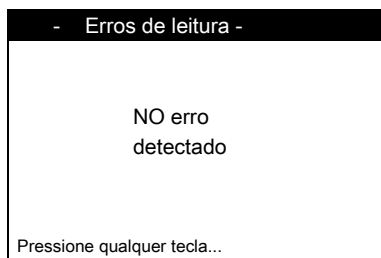 - Erros de leitura -
NO erro
detectado
Pressione qualquer tecla...